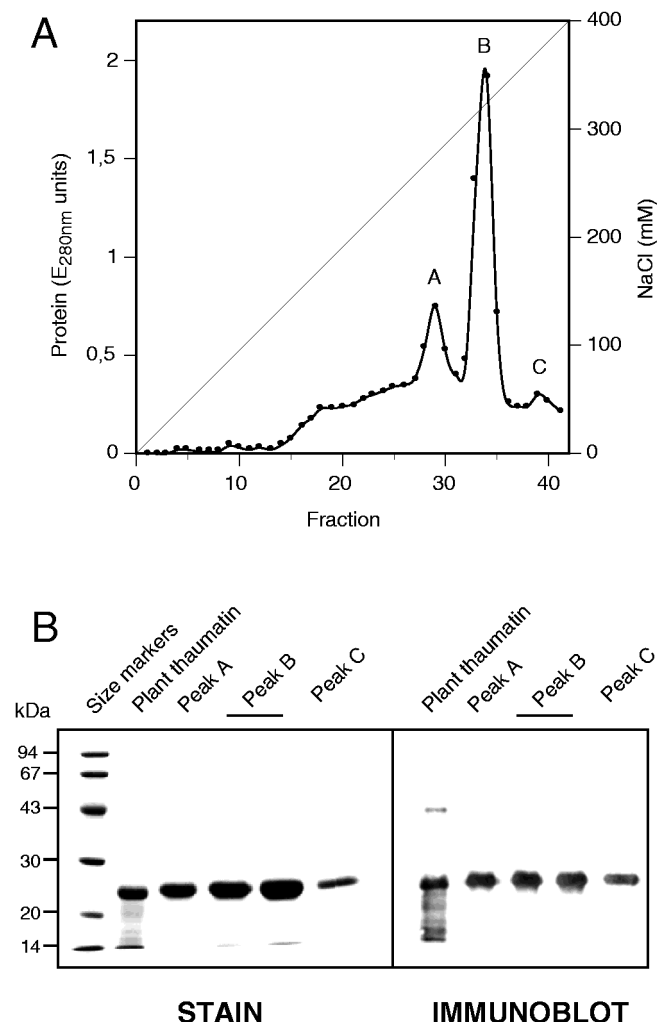 A
Protein (E280nm units)
2
1,5
1
0,5
0
400
300
200
100
0
NaCl (mM)
A
B
C
0
10
20
30
40
Fraction
B
kDa
Size markers
Plant thaumatin
Peak A
Peak B
Peak C
Plant thaumatin
Peak A
Peak B
Peak C
94
67
43
30
20
14
STAIN
IMMUNOBLOT